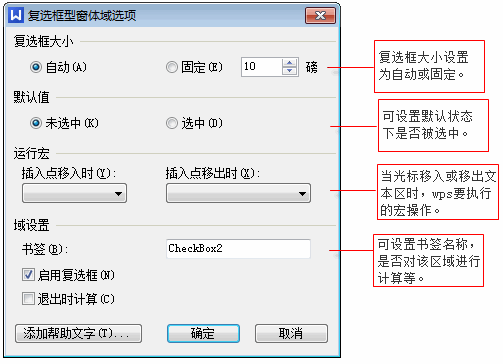 W 复选框型窗体域选项
复选框大小
自动(A) 固定(E) 10 磅
复选框大小设置
为自动或固定。
默认值
未选中(K) 选中(D)
可设置默认状态
下是否被选中。
运行宏
插入点移入时(Y): 插入点移出时(X):
当光标移入或移出文
本区时，wps要执行
的宏操作。
域设置
书签(B): CheckBox2
启用复选框(N)
退出时计算(C)
可设置书签名称，
是否对该区域进行
计算等。
添加帮助文字(T)... 确定 取消